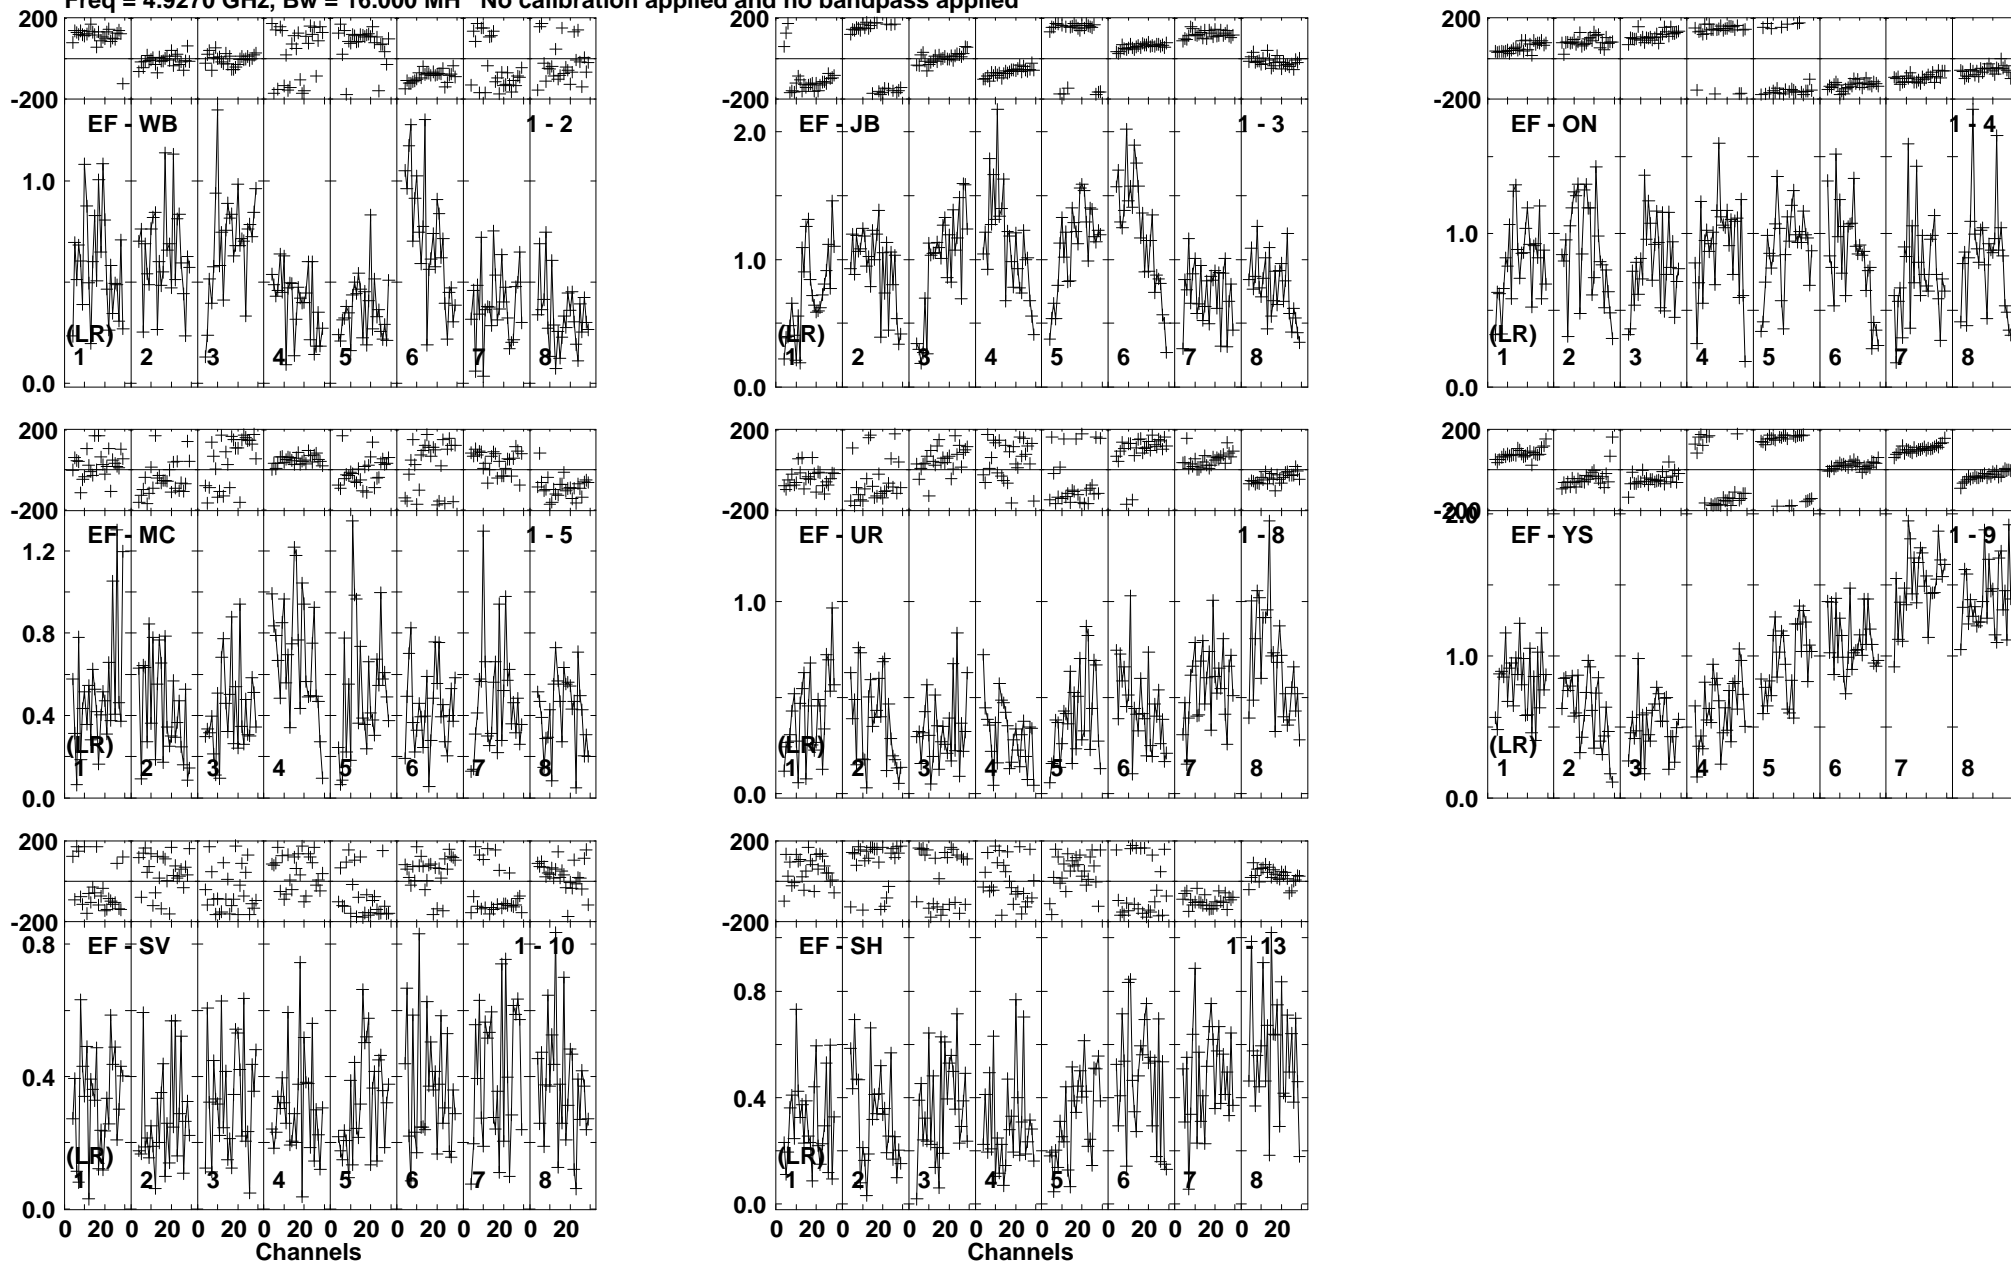 Freq = 4.9270 GHz, Bw = 16.000 MH No calibration applied and no bandpass applied
200 200 200
-200 -200 -200
EF - WB 1 - 2 EF - JB 1 - 3 EF - ON 1 - 4
2.0
1.0 1.0 1.0
(LR) (LR) (LR)
1 2 3 4 5 6 7 8 1 2 3 4 5 6 7 8 1 2 3 4 5 6 7 8
0.0 0.0 0.0
200 200 200
-200 -200 -200
2.0
EF - MC 1 - 5 EF - UR 1 - 8 EF - YS 1 - 9
1.2
0.8 1.0 1.0
0.4
(LR) (LR) (LR)
1 2 3 4 5 6 7 8 1 2 3 4 5 6 7 8 1 2 3 4 5 6 7 8
0.0 0.0 0.0
200 200
-200 -200
EF - SV 1 - 10 EF - SH 1 - 13
0.8 0.8
0.4 0.4
(LR) (LR)
1 2 3 4 5 6 7 8 1 2 3 4 5 6 7 8
0.0 0.0
0 20 0 20 0 20 0 20 0 20 0 20 0 20 0 20 0 20 0 20 0 20 0 20 0 20 0 20 0 20 0 20
Channels Channels